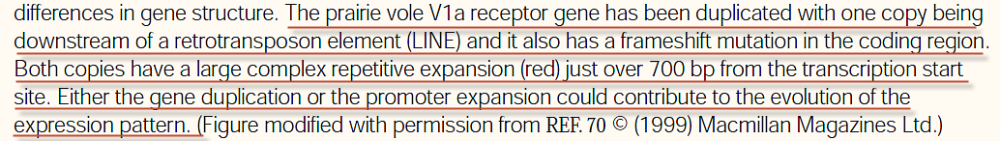 differences in gene structure. The prairie vole V1a receptor gene has been duplicated with one copy being
downstream of a retrotransposon element (LINE) and it also has a frameshift mutation in the coding region.
Both copies have a large complex repetitive expansion (red) just over 700 bp from the transcription start
site. Either the gene duplication or the promoter expansion could contribute to the evolution of the
expression pattern. (Figure modified with permission from REF. 70 © (1999) Macmillan Magazines Ltd.)